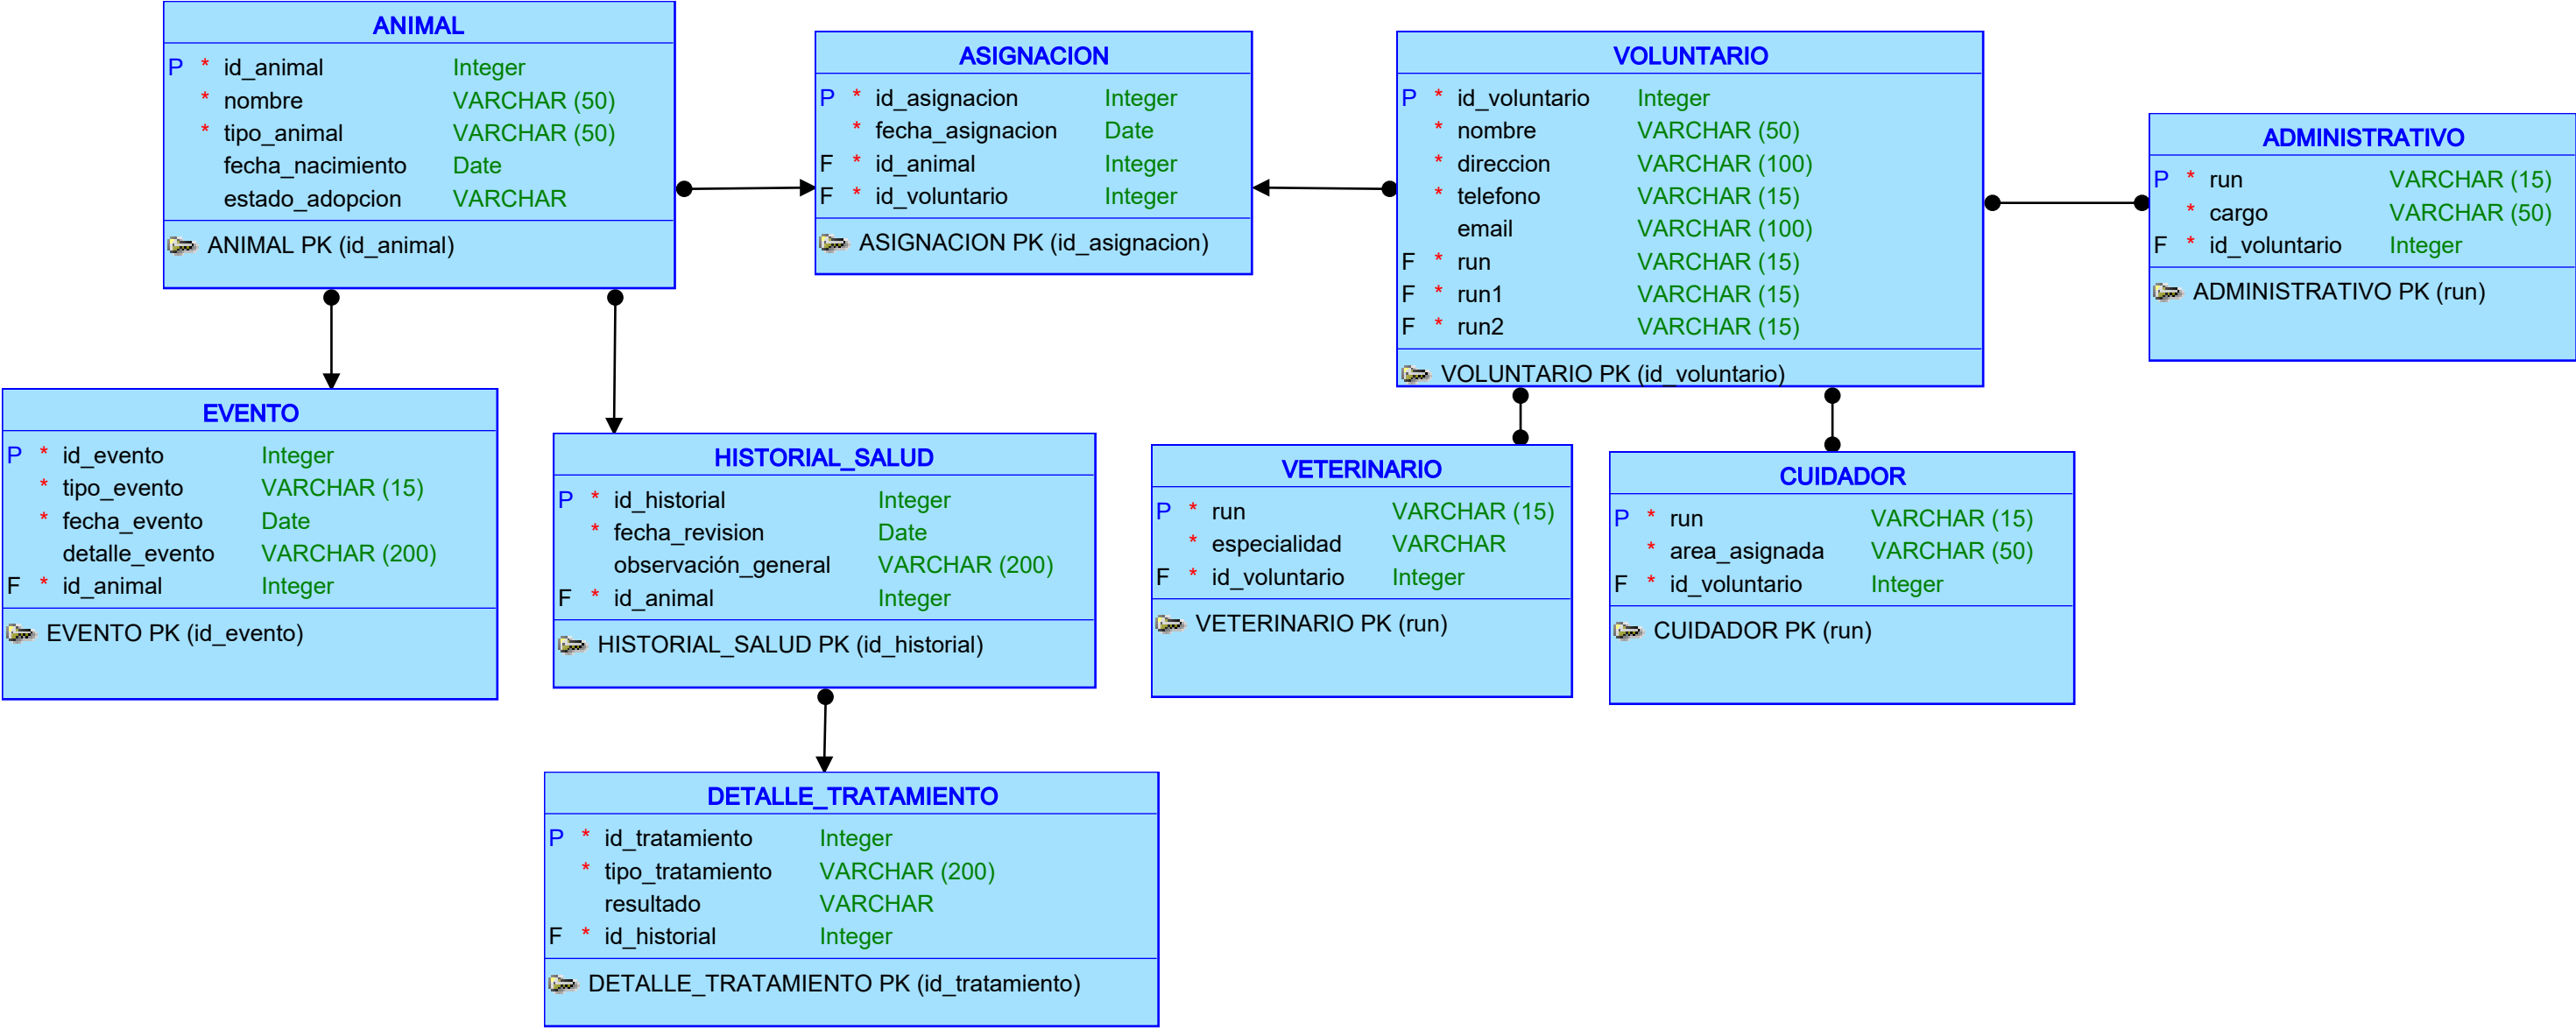 ANIMAL
P * id_animal Integer
* nombre VARCHAR (50)
* tipo_animal VARCHAR (50)
fecha_nacimiento Date
estado_adopcion VARCHAR
ANIMAL PK (id_animal)
ASIGNACION
P * id_asignacion Integer
* fecha_asignacion Date
F * id_animal Integer
F * id_voluntario Integer
ASIGNACION PK (id_asignacion)
VOLUNTARIO
P * id_voluntario Integer
* nombre VARCHAR (50)
* direccion VARCHAR (100)
* telefono VARCHAR (15)
email VARCHAR (100)
F * run VARCHAR (15)
F * run1 VARCHAR (15)
F * run2 VARCHAR (15)
VOLUNTARIO PK (id_voluntario)
ADMINISTRATIVO
P * run VARCHAR (15)
* cargo VARCHAR (50)
F * id_voluntario Integer
ADMINISTRATIVO PK (run)
EVENTO
P * id_evento Integer
* tipo_evento VARCHAR (15)
* fecha_evento Date
detalle_evento VARCHAR (200)
F * id_animal Integer
EVENTO PK (id_evento)
HISTORIAL_SALUD
P * id_historial Integer
* fecha_revision Date
observación_general VARCHAR (200)
F * id_animal Integer
HISTORIAL_SALUD PK (id_historial)
VETERINARIO
P * run VARCHAR (15)
* especialidad VARCHAR
F * id_voluntario Integer
VETERINARIO PK (run)
CUIDADOR
P * run VARCHAR (15)
* area_asignada VARCHAR (50)
F * id_voluntario Integer
CUIDADOR PK (run)
DETALLE_TRATAMIENTO
P * id_tratamiento Integer
* tipo_tratamiento VARCHAR (200)
resultado VARCHAR
F * id_historial Integer
DETALLE_TRATAMIENTO PK (id_tratamiento)